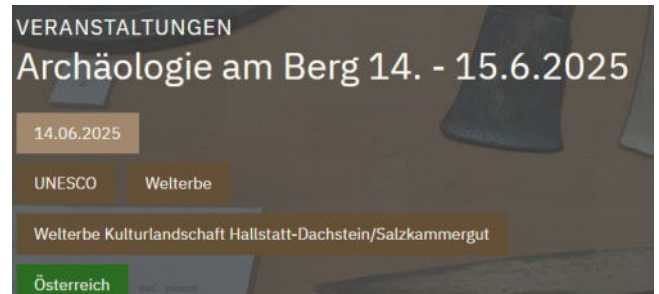 VERANSTALTUNGEN
Archäologie am Berg 14. - 15.6.2025
14.06.2025
UNESCO Welterbe
Welterbe Kulturlandschaft Hallstatt-Dachstein/Salzkammergut
Österreich